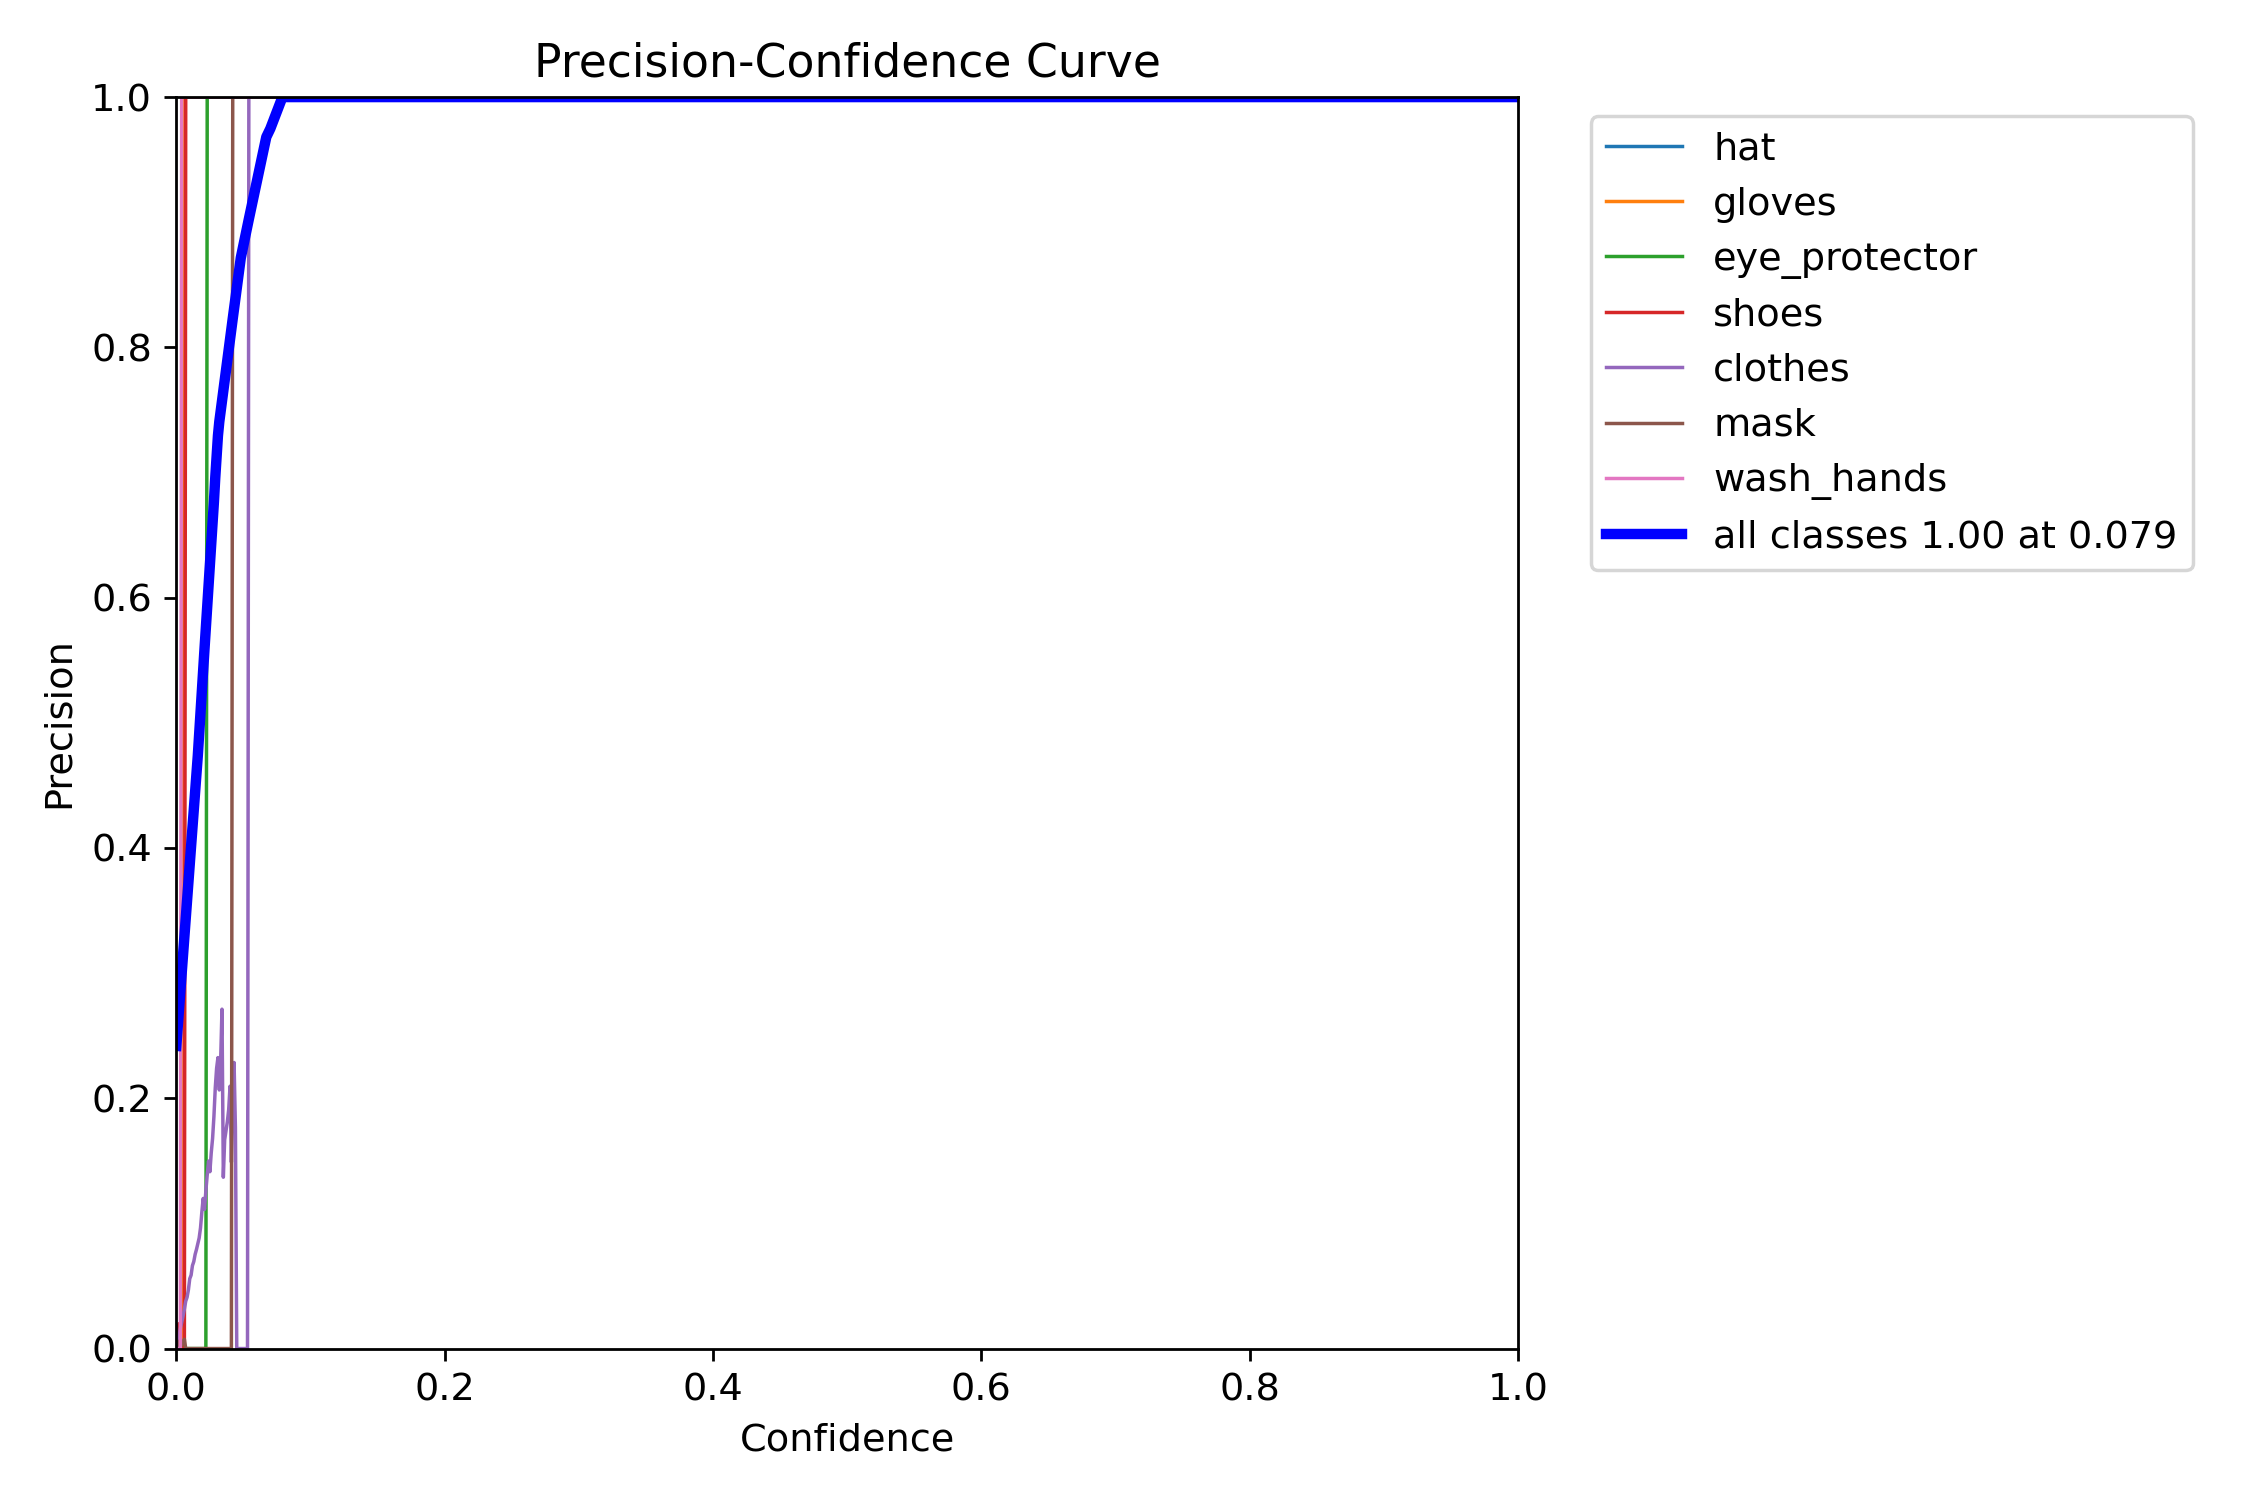 Precision-Confidence Curve
1.0
0.8
0.6
0.4
0.2
0.0
Precision
0.0 0.2 0.4 0.6 0.8 1.0
Confidence
hat
gloves
eye_protector
shoes
clothes
mask
wash_hands
all classes 1.00 at 0.079